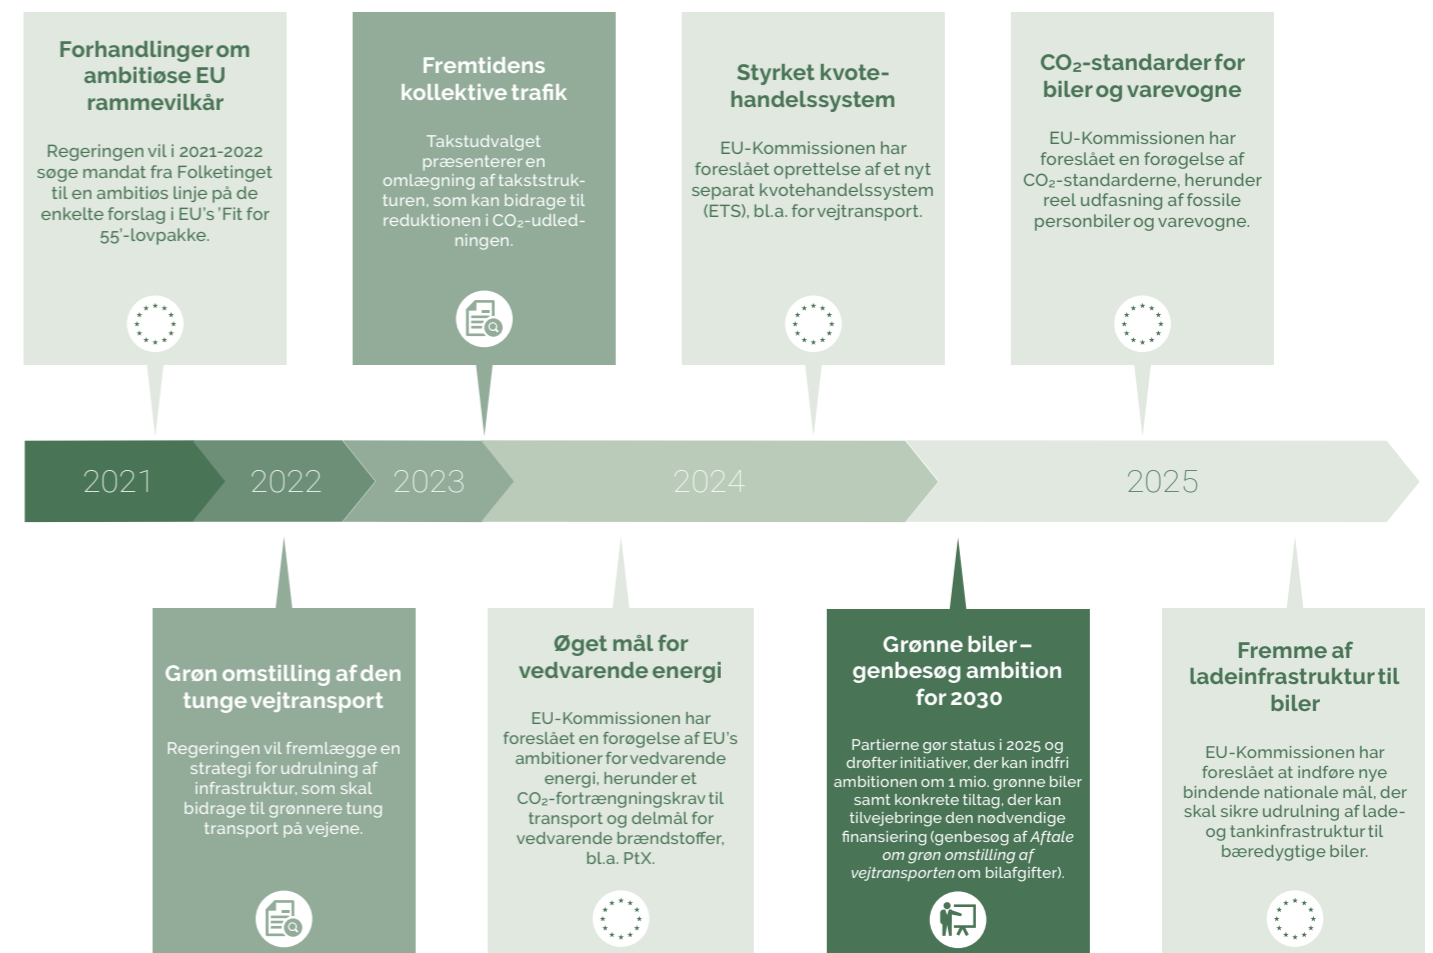 Forhandlinger om
ambitiøse EU
rammevilkår
Regeringen vil i 2021-2022
søge mandat fra Folketinget
til en ambitiøs linje på de
enkelte forslag i EU's 'Fit for
55'-lovpakke.
Fremtidens
kollektive trafik
Takstudvalget
præsenterer en
omlægning af takststruk-
turen, som kan bidrage til
reduktionen i CO₂-udled-
ningen.
Styrket kvote-
handelssystem
EU-Kommissionen har
foreslået oprettelse af et nyt
separat kvotehandelssystem
(ETS), bl.a. for vejtransport.
CO₂-standarder for
biler og varevogne
EU-Kommissionen har
foreslået en forøgelse af
CO₂-standarderne, herunder
reel udfasning af fossile
personbiler og varevogne.
2021
2022
2023
2024
2025
Grøn omstilling af den
tunge vejtransport
Regeringen vil fremlægge en
strategi for udrulning af
infrastruktur, som skal
bidrage til grønnere tung
transport på vejene.
Øget mål for
vedvarende energi
EU-Kommissionen har
foreslået en forøgelse af EU's
ambitioner for vedvarende
energi, herunder et
CO₂-fortrængningskrav til
transport og delmål for
vedvarende brændstoffer,
bl.a. PtX.
Grønne biler –
genbesøg ambition
for 2030
Partierne gør status i 2025 og
drøfter initiativer, der kan indfri
ambitionen om 1 mio. grønne biler
samt konkrete tiltag, der kan
tilvejebringe den nødvendige
finansiering (genbesøg af Aftale
om grøn omstilling af
vejtransporten om bilafgifter).
Fremme af
ladeinfrastruktur til
biler
EU-Kommissionen har
foreslået at indføre nye
bindende nationale mål, der
skal sikre udrulning af lade-
og tankinfrastruktur til
bæredygtige biler.